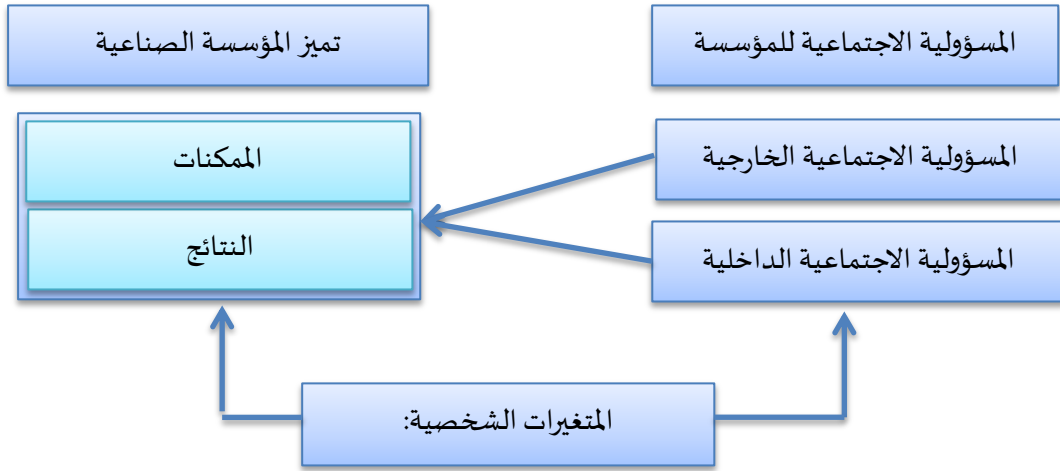 المسؤولية الاجتماعية للمؤسسة
تميز المؤسسة الصناعية
المسؤولية الاجتماعية الخارجية
الممكنات
المسؤولية الاجتماعية الداخلية
النتائج
المتغيرات الشخصية: